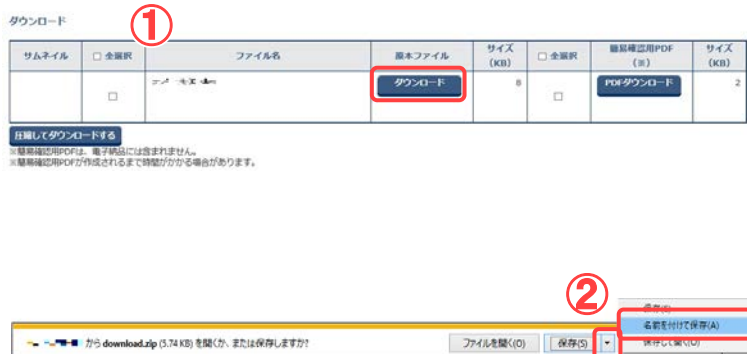 ダウンロード
①
サムネイル □ 全選択 ファイル名 原本ファイル サイズ (KB) □ 全選択 簡易確認用PDF (※) サイズ (KB)
ダウンロード 8 PDFダウンロード 2
圧縮してダウンロードする
※簡易確認用PDFは、電子納品には含まれません。
※簡易確認用PDFが作成されるまで時間がかかる場合があります。
②
保存(S)
名前を付けて保存(A)
保存して開く(O)
から download.zip (5.74 KB) を開くか、または保存しますか?
ファイルを開く(O) 保存(S)